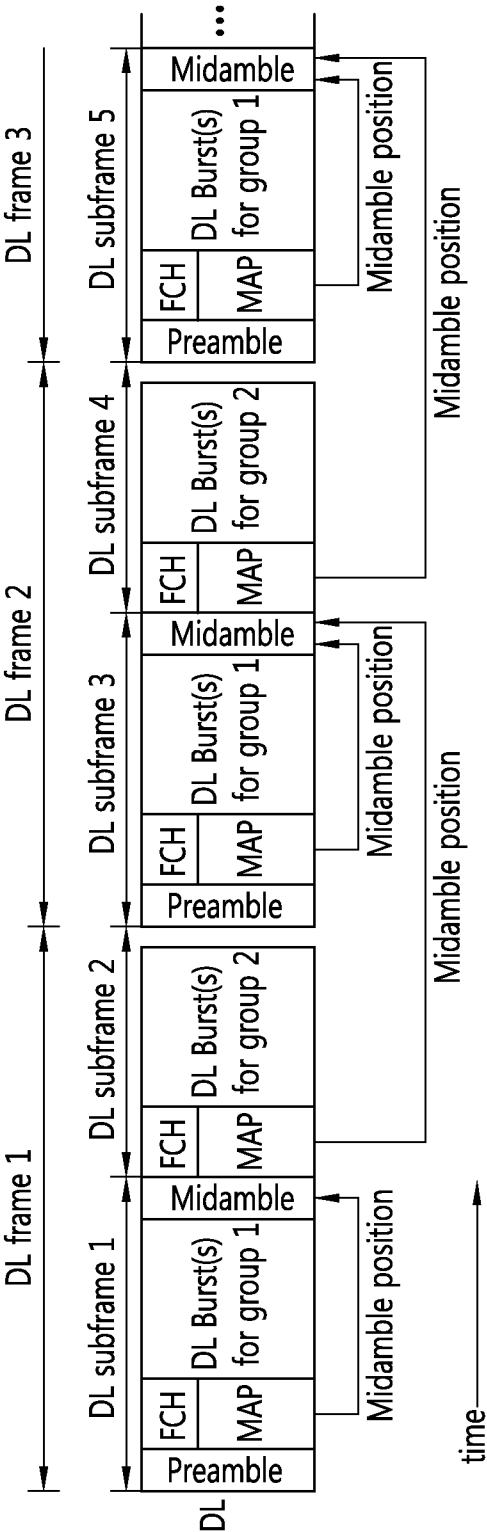 DL frame 1
DL frame 2
DL frame 3
DL subframe 1
DL subframe 2
DL subframe 3
DL subframe 4
DL subframe 5
DL
Preamble
FCH
MAP
DL Burst(s)
for group 1
Midamble
FCH
MAP
DL Burst(s)
for group 2
Preamble
FCH
MAP
DL Burst(s)
for group 1
Midamble
FCH
MAP
DL Burst(s)
for group 2
Preamble
FCH
MAP
DL Burst(s)
for group 1
Midamble
...
Midamble position
Midamble position
Midamble position
Midamble position
Midamble position
time